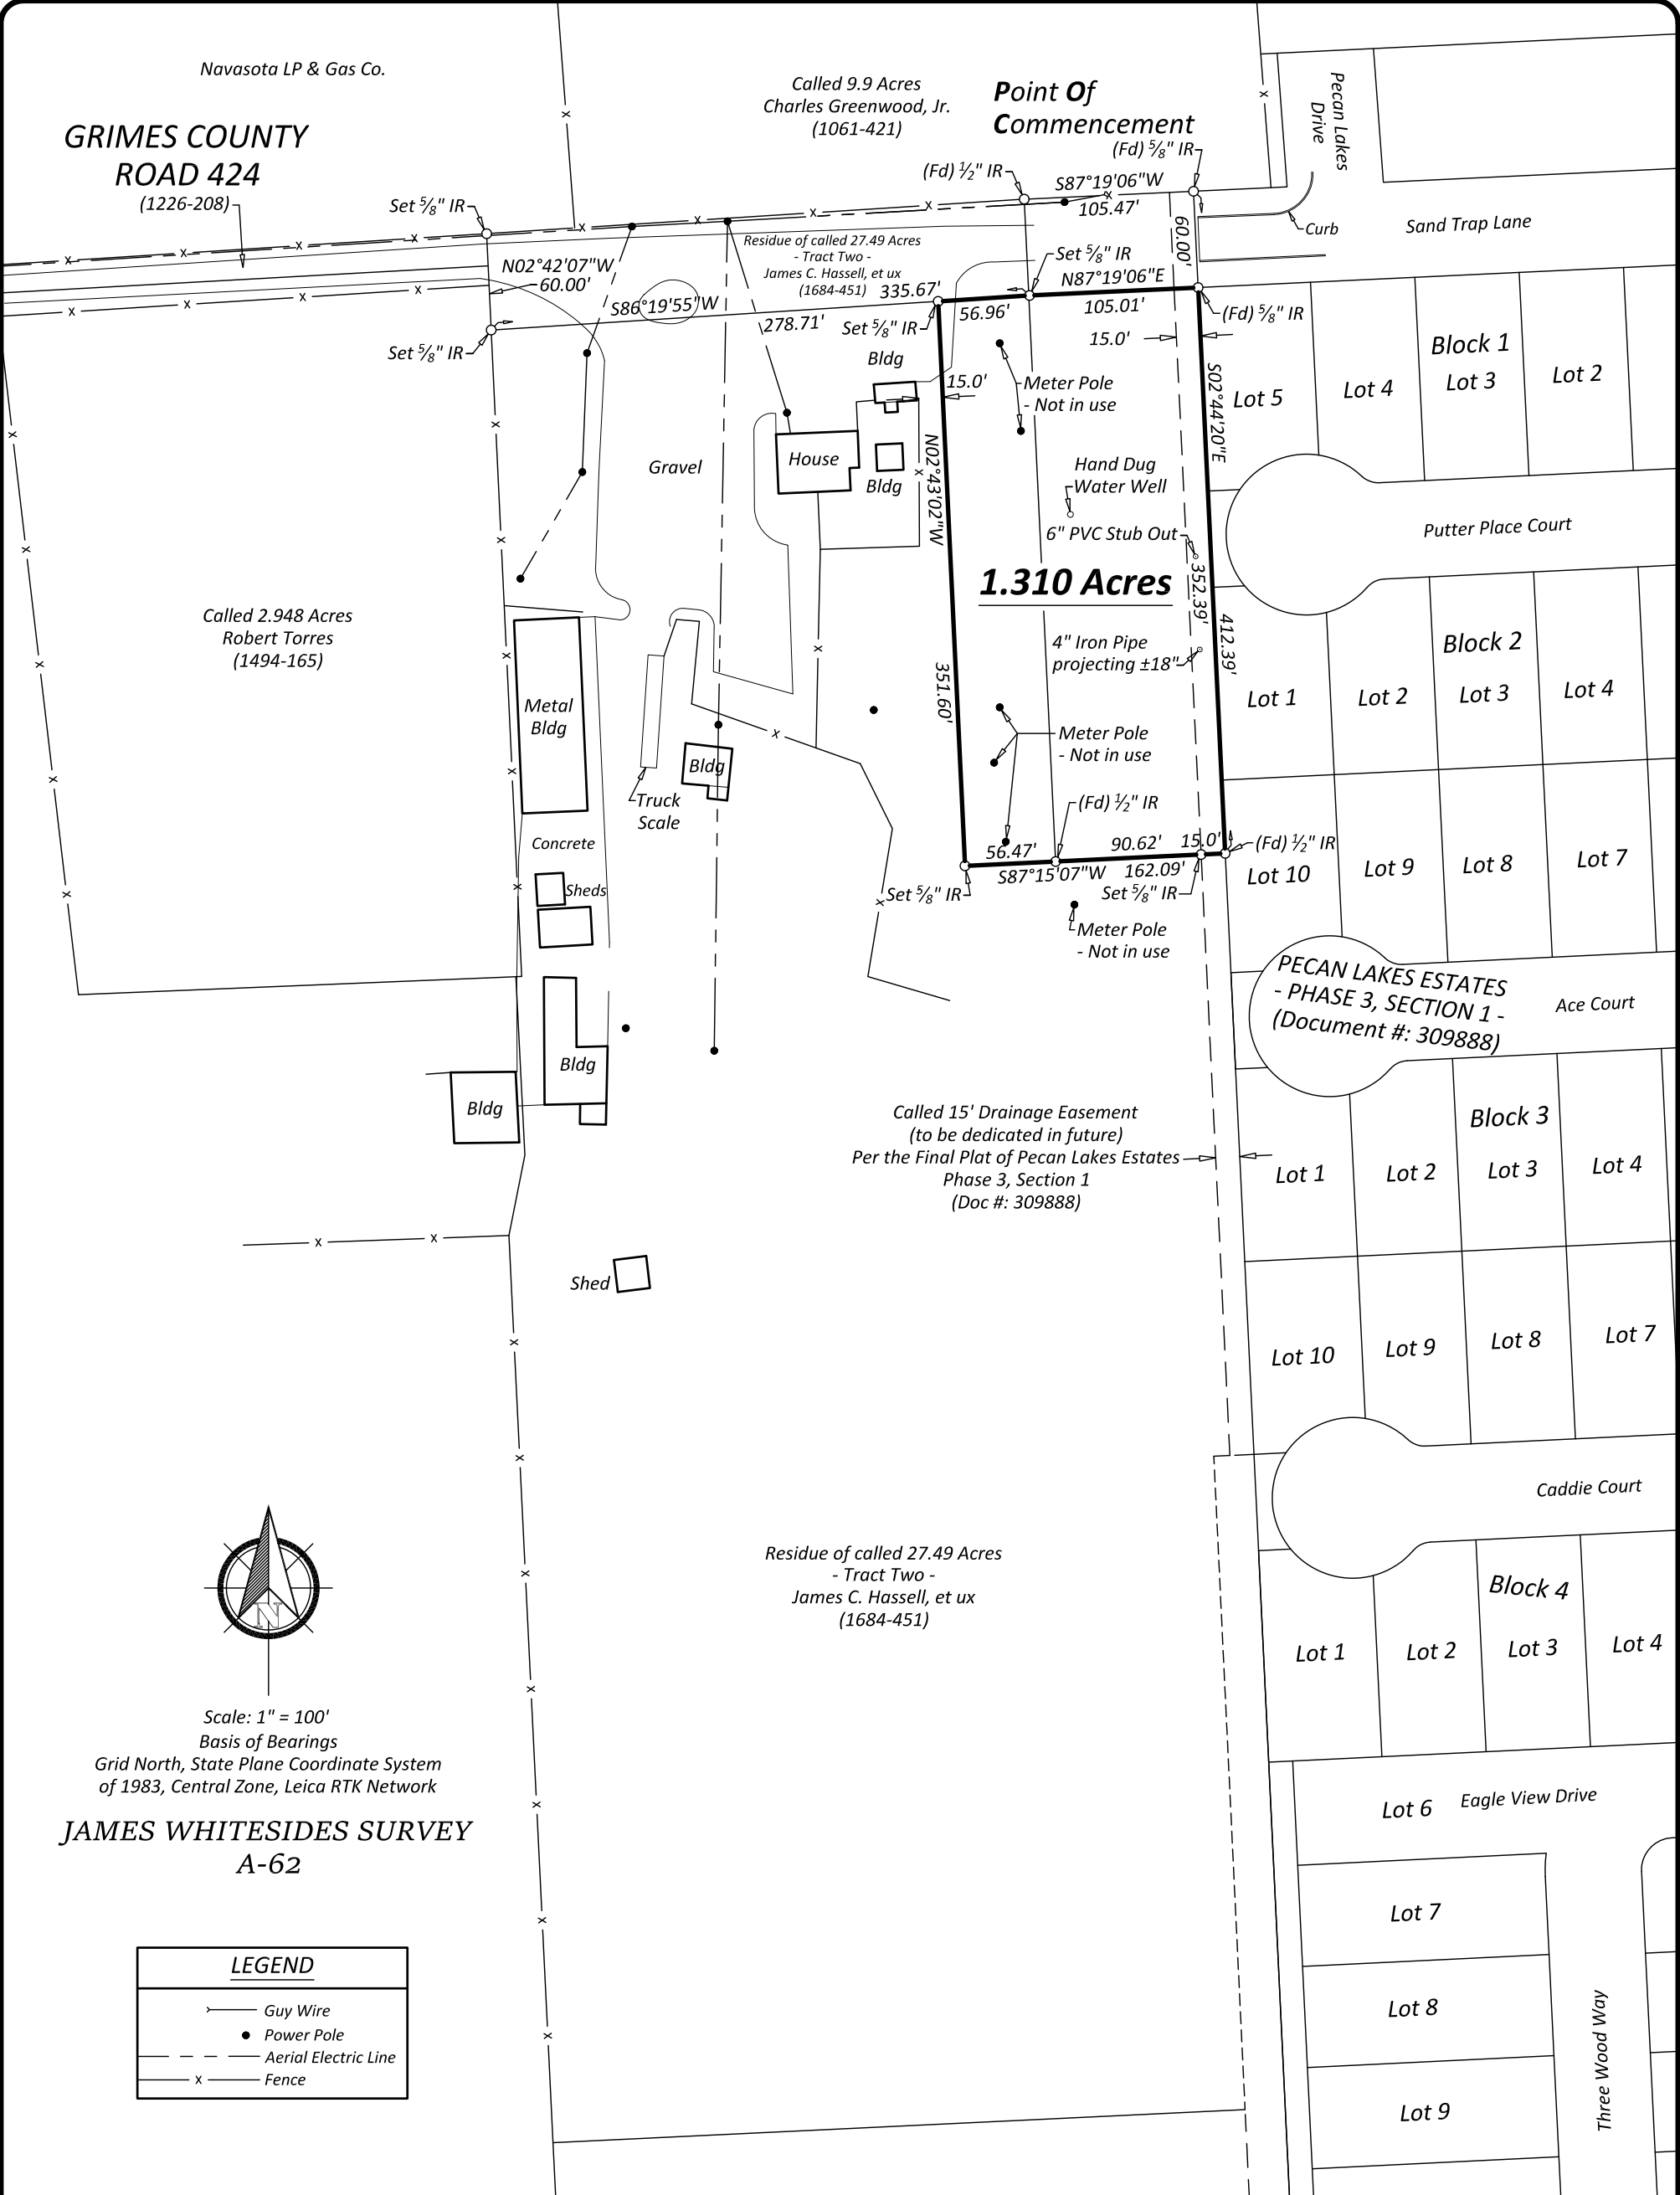 Navasota LP & Gas Co.
GRIMES COUNTY
ROAD 424
(1226-208)
Called 9.9 Acres
Charles Greenwood, Jr.
(1061-421)
Point Of
Commencement
(Fd) 5/8" IR
(Fd) 1/2" IR
S87°19'06"W
105.47'
Pecan Lakes
Drive
60.00'
Curb
Sand Trap Lane
Set 5/8" IR
N02°42'07"W
60.00'
Residue of called 27.49 Acres
- Tract Two -
James C. Hassell, et ux
(1684-451)
335.67'
S86°19'55"W
278.71'
Set 5/8" IR
Set 5/8" IR
56.96'
Set 5/8" IR
N87°19'06"E
105.01'
(Fd) 5/8" IR
15.0'
Bldg
15.0'
Meter Pole
- Not in use
S02°44'20"E
Block 1
Lot 5
Lot 4
Lot 3
Lot 2
Gravel
House
Bldg
N02°43'02"W
Hand Dug
Water Well
6" PVC Stub Out
Putter Place Court
1.310 Acres
352.39'
412.39'
Called 2.948 Acres
Robert Torres
(1494-165)
4" Iron Pipe
projecting ±18"
351.60'
Block 2
Lot 1
Lot 2
Lot 3
Lot 4
Metal
Bldg
Bldg
Truck
Scale
Meter Pole
- Not in use
(Fd) 1/2" IR
56.47'
90.62'
15.0'
(Fd) 1/2" IR
S87°15'07"W
162.09'
Set 5/8" IR
Set 5/8" IR
Lot 10
Lot 9
Lot 8
Lot 7
Concrete
Sheds
Meter Pole
- Not in use
PECAN LAKES ESTATES
- PHASE 3, SECTION 1 -
(Document #: 309888)
Ace Court
Bldg
Bldg
Called 15' Drainage Easement
(to be dedicated in future)
Per the Final Plat of Pecan Lakes Estates
Phase 3, Section 1
(Doc #: 309888)
Block 3
Lot 1
Lot 2
Lot 3
Lot 4
Shed
Lot 10
Lot 9
Lot 8
Lot 7
Caddie Court
Residue of called 27.49 Acres
- Tract Two -
James C. Hassell, et ux
(1684-451)
Block 4
Lot 1
Lot 2
Lot 3
Lot 4
N
Scale: 1" = 100'
Basis of Bearings
Grid North, State Plane Coordinate System
of 1983, Central Zone, Leica RTK Network
JAMES WHITESIDES SURVEY
A-62
Lot 6
Eagle View Drive
Lot 7
Lot 8
Lot 9
Three Wood Way
LEGEND
Guy Wire
Power Pole
Aerial Electric Line
Fence